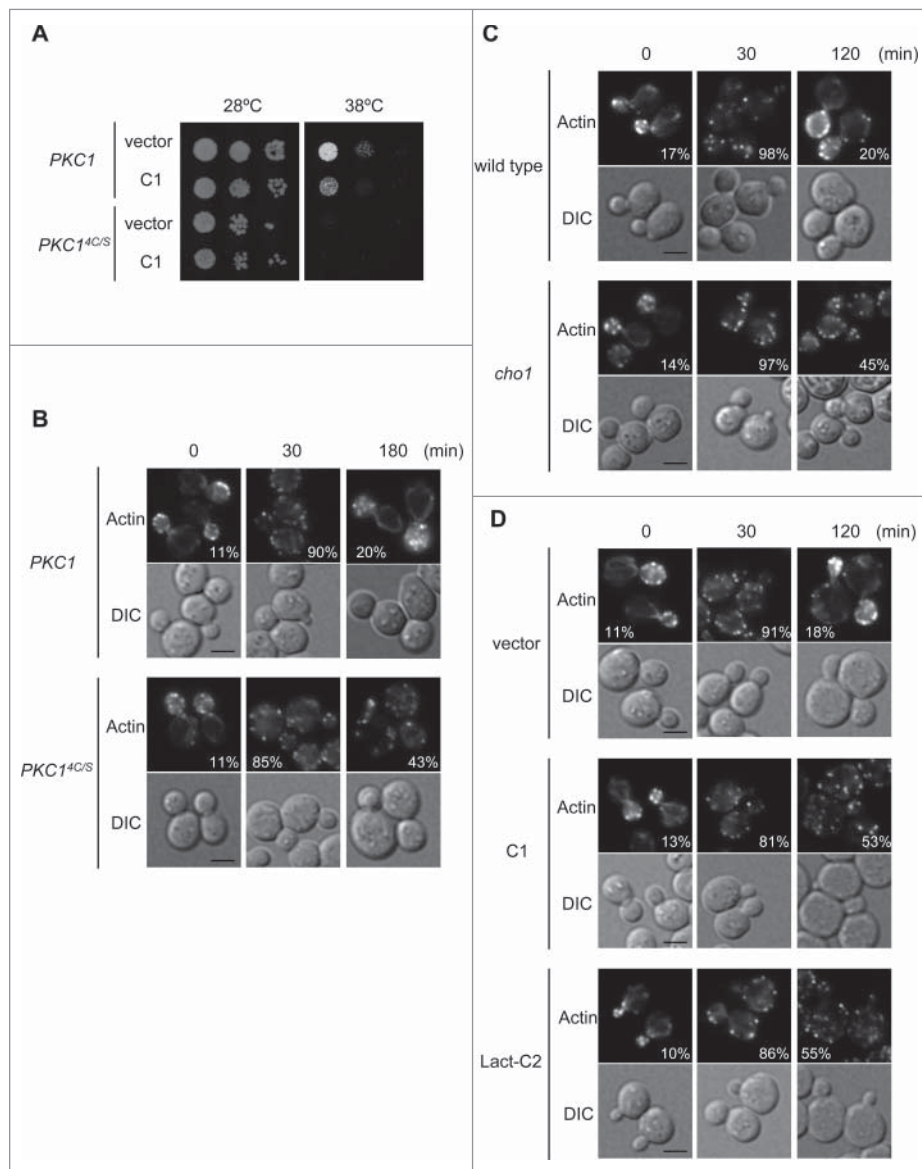 A
28ºC 38ºC
PKC1
vector
C1
PKC1^4C/S
vector
C1
B
0 30 180 (min)
PKC1
Actin
11% 90% 20%
DIC
PKC1^4C/S
Actin
11% 85% 43%
DIC
C
0 30 120 (min)
wild type
Actin
17% 98% 20%
DIC
cho1
Actin
14% 97% 45%
DIC
D
0 30 120 (min)
vector
Actin
11% 91% 18%
DIC
C1
Actin
13% 81% 53%
DIC
Lact-C2
Actin
10% 86% 55%
DIC